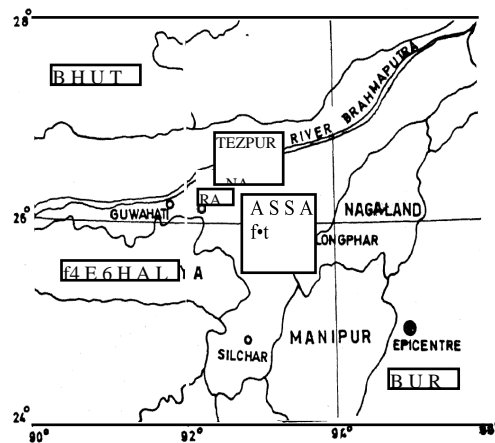 28°
BHUT
RIVER BRAHMAPUTRA
TEZPUR
NA
RA
ASSA
f•t
NAGALAND
GUWAHATI
26°
LONGPHAR
f4E6HAL A
MANIPUR
SILCHAR
EPICENTRE
BUR
24°
90° 92° 94°